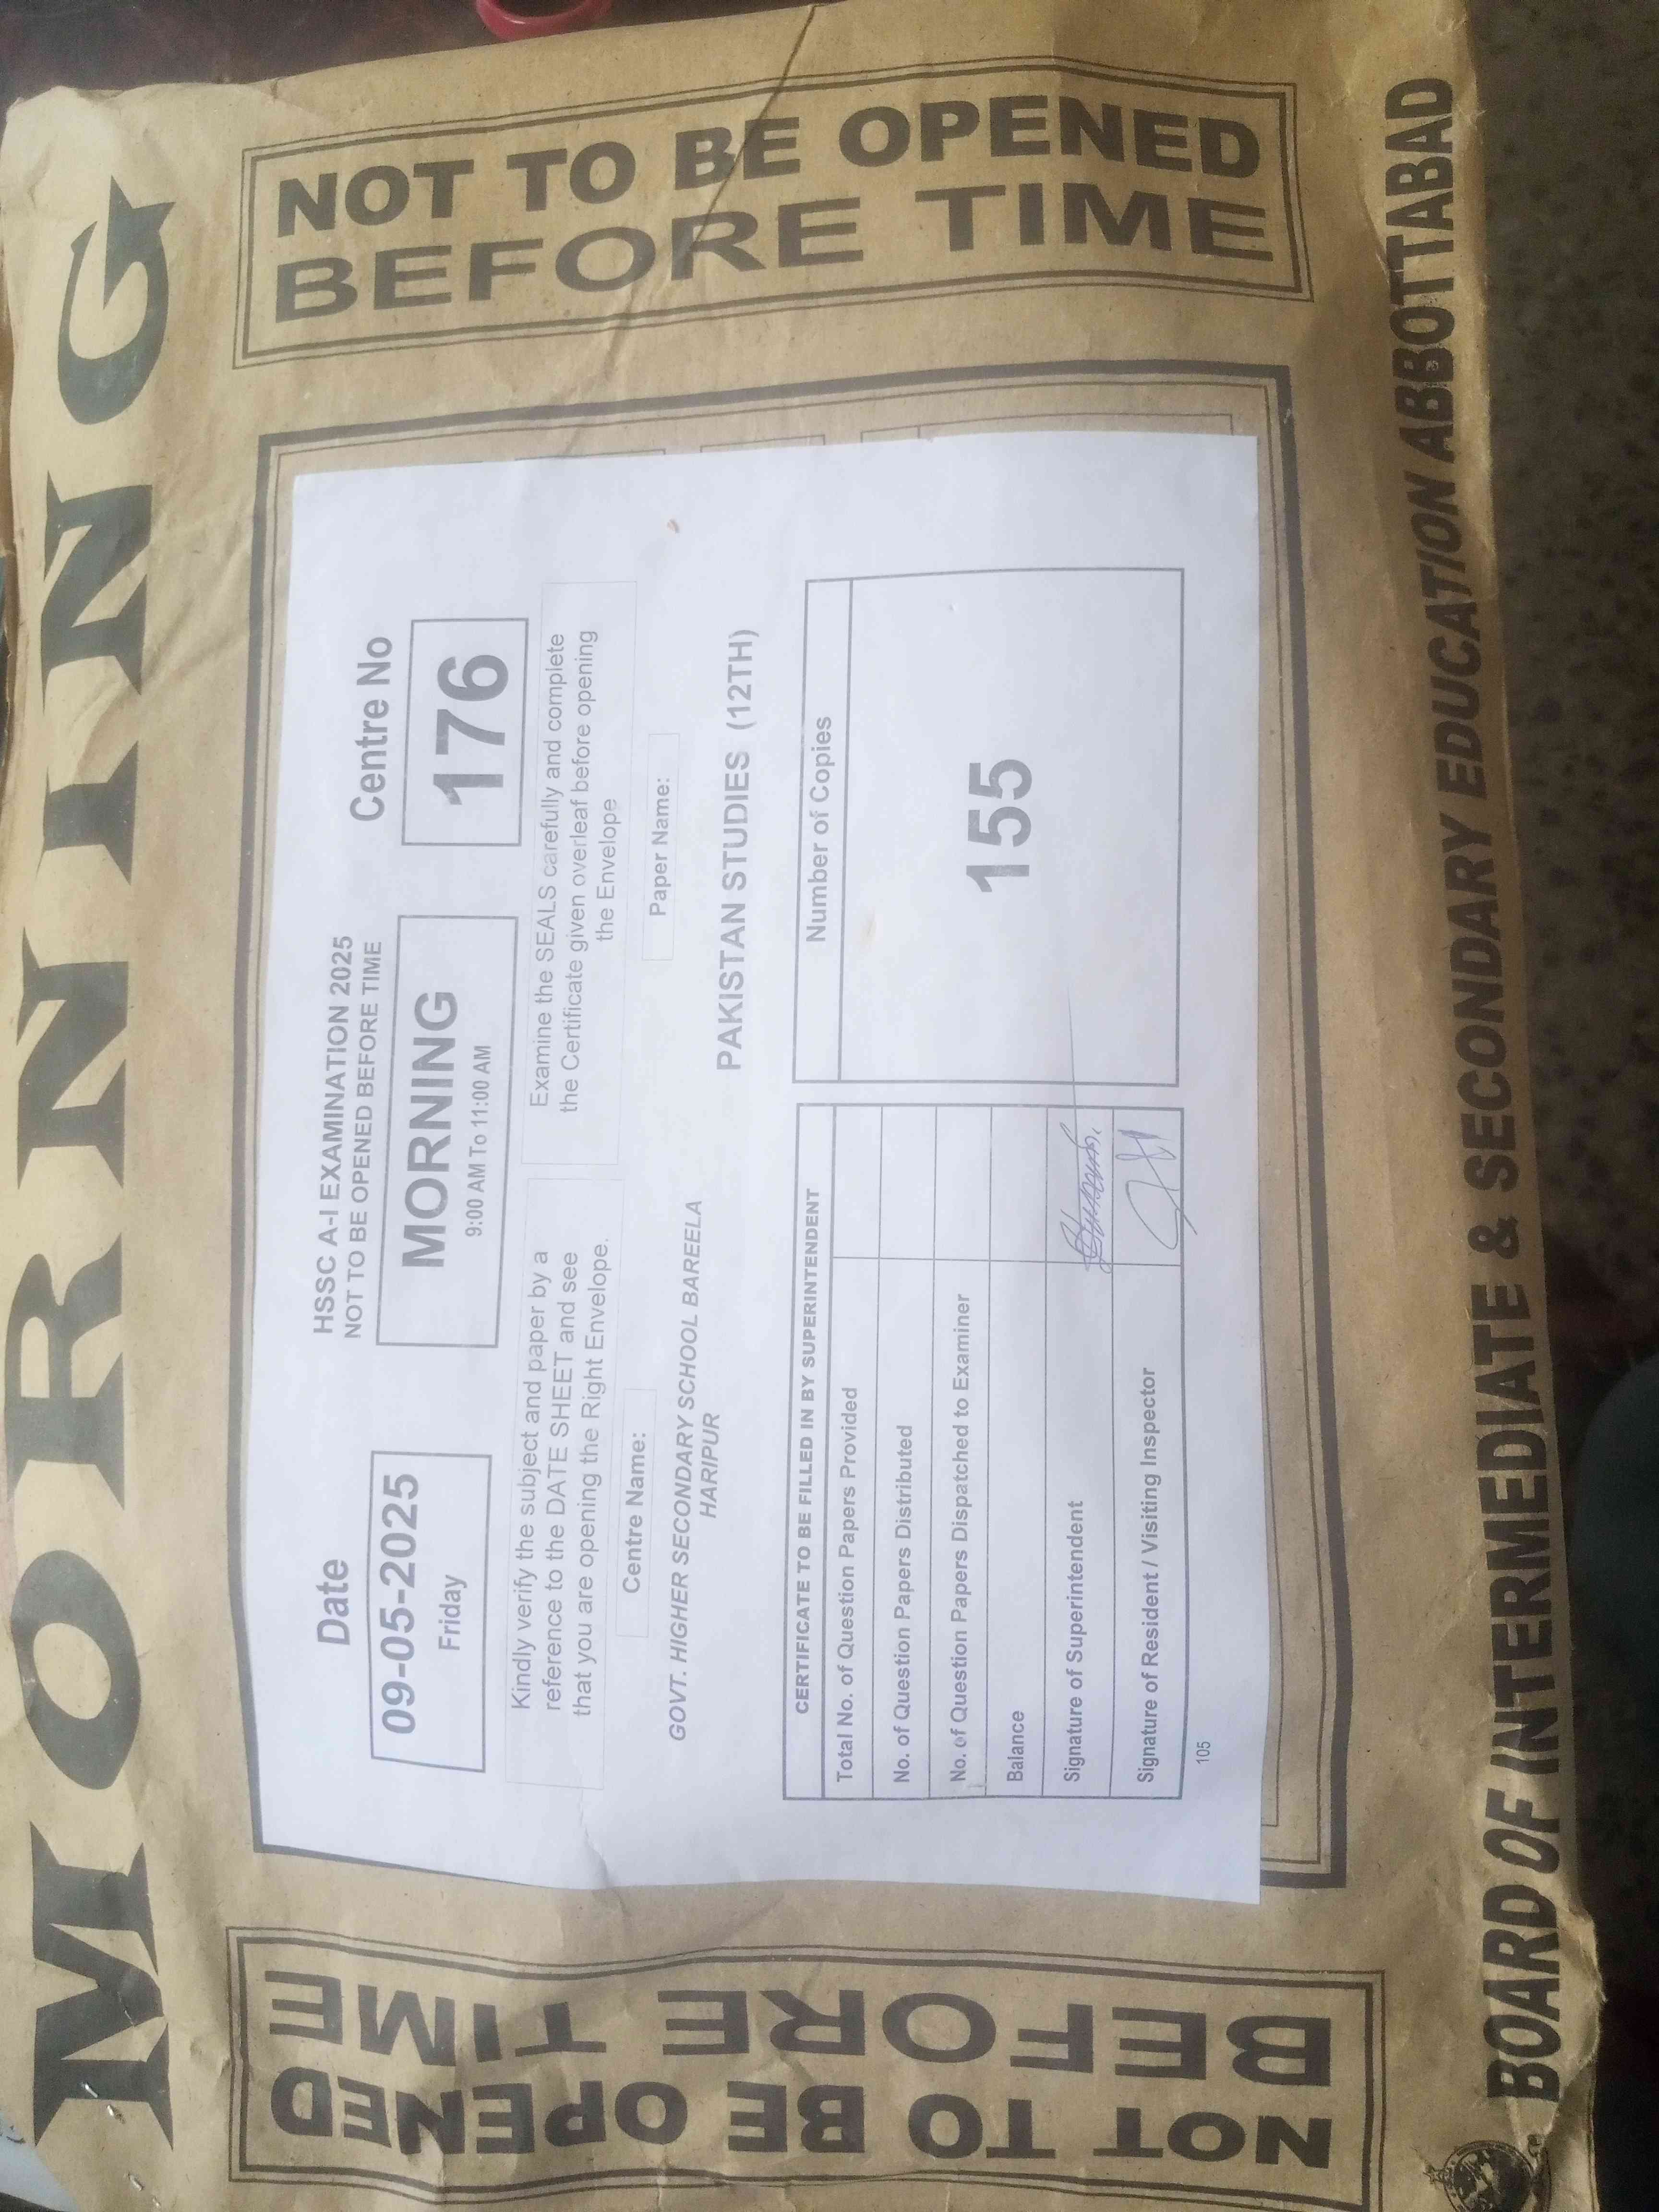 MORNING
NOT TO BE OPENED
BEFORE TIME
HSSC A-I EXAMINATION 2025
NOT TO BE OPENED BEFORE TIME
Date
09-05-2025
Friday
MORNING
9:00 AM To 11:00 AM
Centre No
176
Kindly verify the subject and paper by a
reference to the DATE SHEET and see
that you are opening the Right Envelope.
Examine the SEALS carefully and complete
the Certificate given overleaf before opening
the Envelope
Centre Name:
GOVT. HIGHER SECONDARY SCHOOL BAREELA
HARIPUR
Paper Name:
PAKISTAN STUDIES (12TH)
CERTIFICATE TO BE FILLED IN BY SUPERINTENDENT
Total No. of Question Papers Provided
No. of Question Papers Distributed
No. of Question Papers Dispatched to Examiner
Balance
Signature of Superintendent
Signature of Resident / Visiting Inspector
Number of Copies
155
105
NOT TO BE OPENED
BEFORE TIME
BOARD OF INTERMEDIATE & SECONDARY EDUCATION ABBOTTABAD